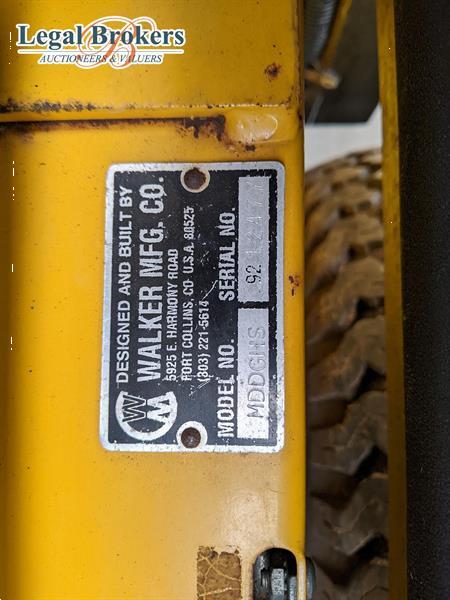 Legal Brokers
AUCTIONEERS & VALUERS
DESIGNED AND BUILT BY
WALKER MFG. CO.
5925 E. HARMONY ROAD
FORT COLLINS, CO U.S.A. 80525
(303) 221-5614
MODEL NO. SERIAL NO.
MDDGHS 92